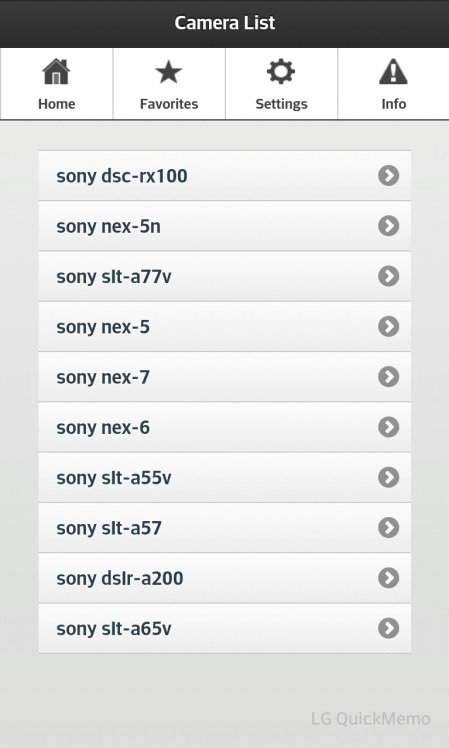 Camera List
Home Favorites Settings Info
sony dsc-rx100
sony nex-5n
sony slt-a77v
sony nex-5
sony nex-7
sony nex-6
sony slt-a55v
sony slt-a57
sony dslr-a200
sony slt-a65v
LG QuickMemo